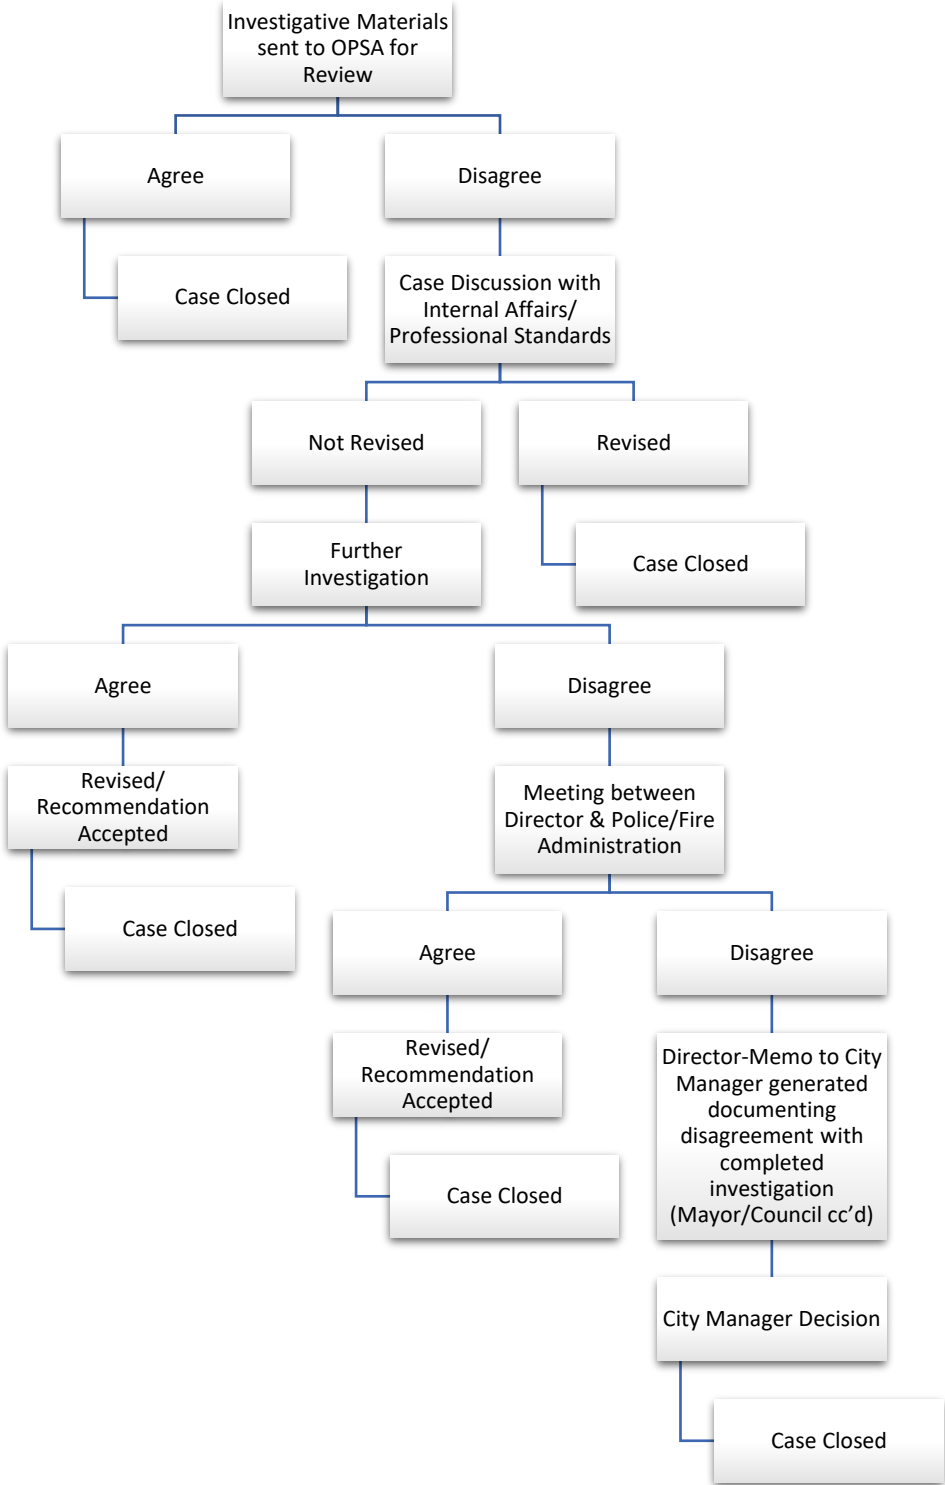 Investigative Materials
sent to OPSA for
Review
Agree
Disagree
Case Closed
Case Discussion with
Internal Affairs/
Professional Standards
Not Revised
Revised
Further
Investigation
Case Closed
Agree
Disagree
Revised/
Recommendation
Accepted
Meeting between
Director & Police/Fire
Administration
Case Closed
Agree
Disagree
Revised/
Recommendation
Accepted
Director-Memo to City
Manager generated
documenting
disagreement with
completed
investigation
(Mayor/Council cc’d)
Case Closed
City Manager Decision
Case Closed